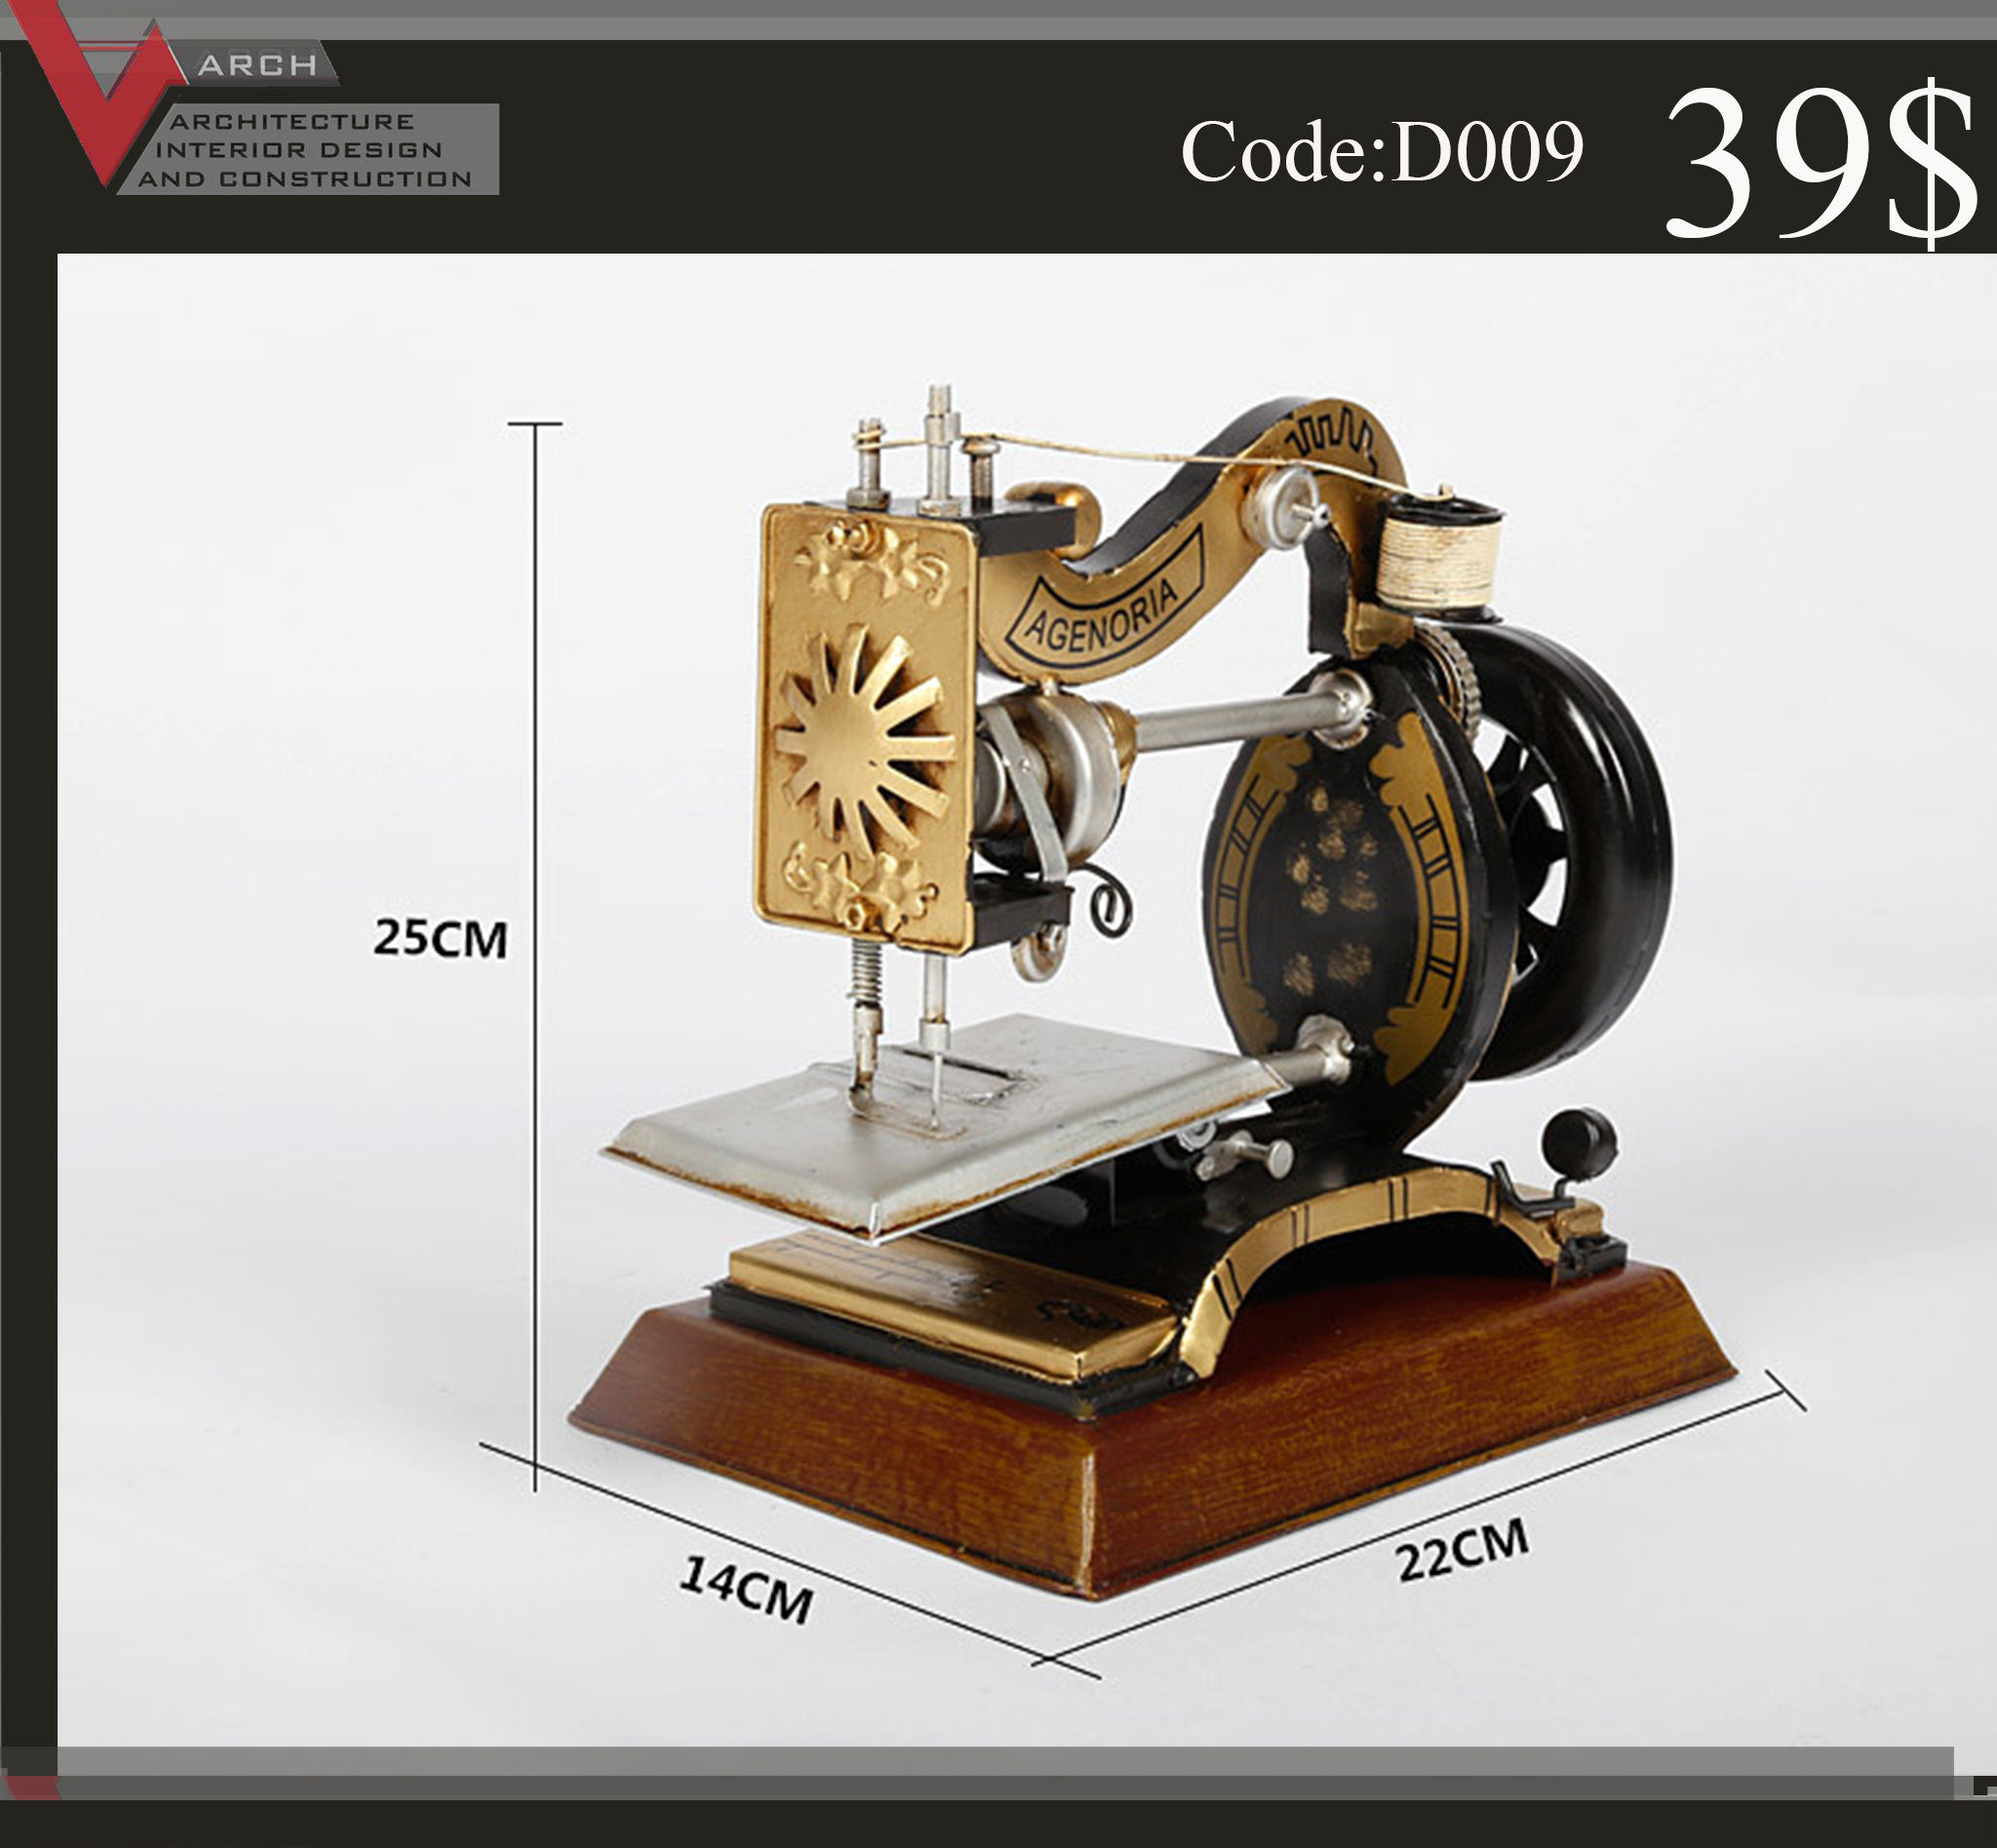 ARCH
ARCHITECTURE
INTERIOR DESIGN
AND CONSTRUCTION
Code:D009
39$
AGENORIA
25CM
14CM
22CM